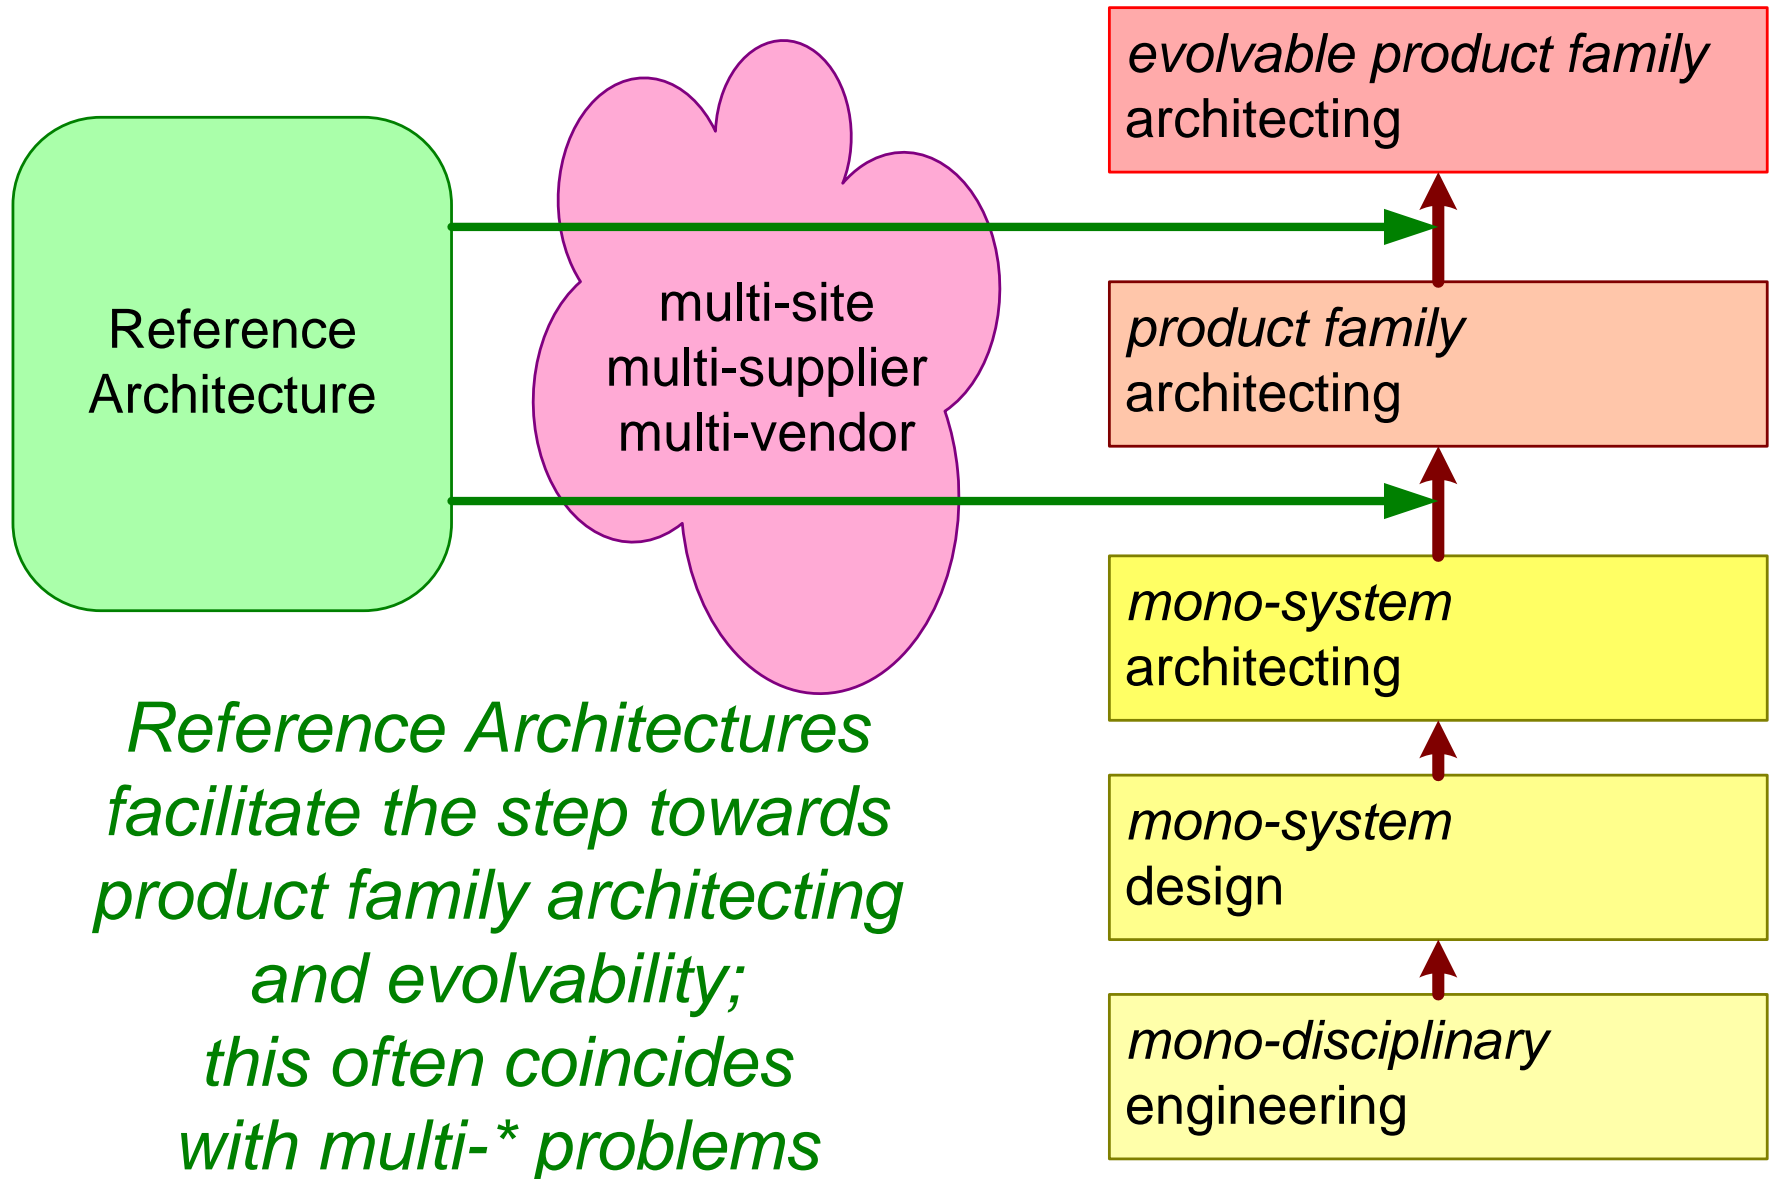 Reference
Architecture
multi-site
multi-supplier
multi-vendor
evolvable product family
architecting
product family
architecting
mono-system
architecting
mono-system
design
mono-disciplinary
engineering
Reference Architectures
facilitate the step towards
product family architecting
and evolvability;
this often coincides
with multi-* problems